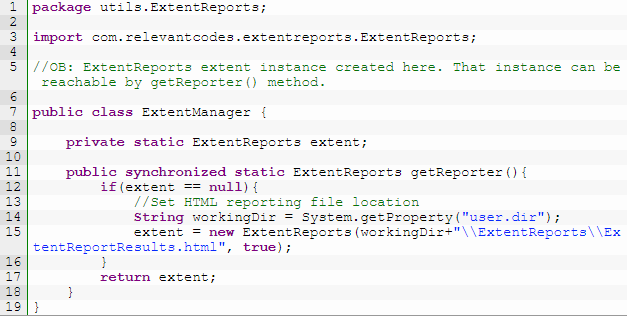 1 package utils.ExtentReports;
2
3 import com.relevantcodes.extentreports.ExtentReports;
4
5 //OB: ExtentReports extent instance created here. That instance can be
reachable by getReporter() method.
6
7 public class ExtentManager {
8
9     private static ExtentReports extent;
10
11     public synchronized static ExtentReports getReporter(){
12         if(extent == null){
13             //Set HTML reporting file location
14             String workingDir = System.getProperty("user.dir");
15             extent = new ExtentReports(workingDir+"\\ExtentReports\\Ex
tentReportResults.html", true);
16         }
17         return extent;
18     }
19 }